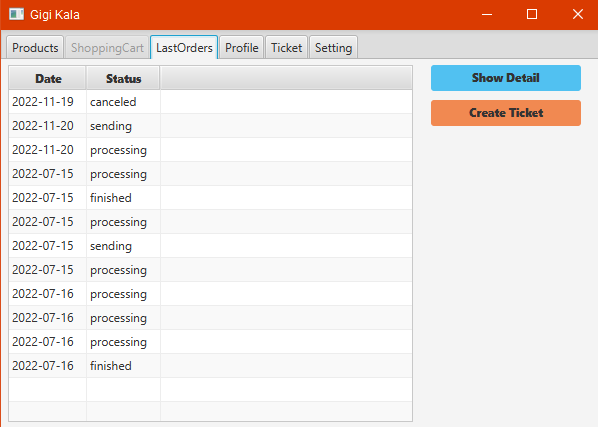 Gigi Kala
Products ShoppingCart LastOrders Profile Ticket Setting
Date Status
2022-11-19 canceled
2022-11-20 sending
2022-11-20 processing
2022-07-15 processing
2022-07-15 finished
2022-07-15 processing
2022-07-15 sending
2022-07-15 processing
2022-07-16 processing
2022-07-16 processing
2022-07-16 processing
2022-07-16 finished
Show Detail
Create Ticket